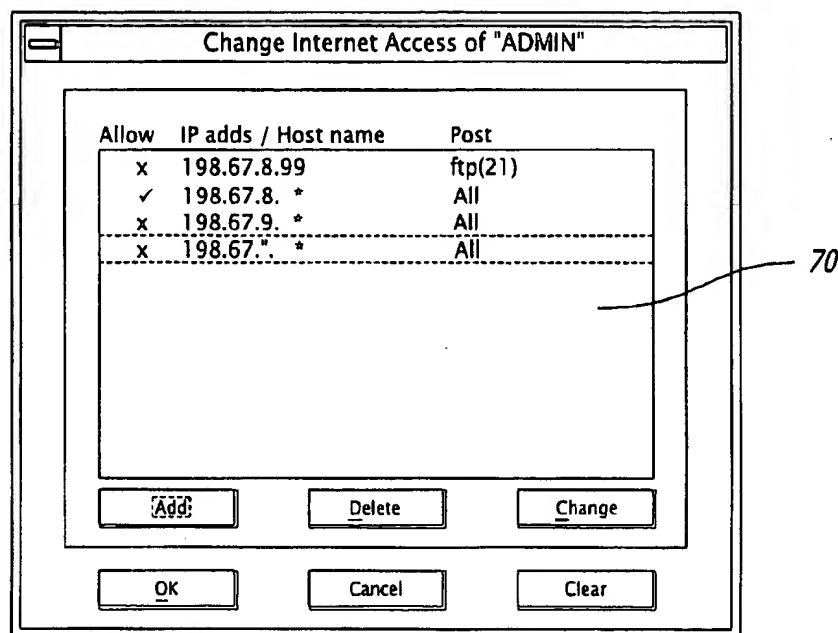 Change Internet Access of "ADMIN"
Allow IP adds / Host name Post
x 198.67.8.99 ftp(21)
✓ 198.67.8. * All
x 198.67.9. * All
x 198.67.". * All
70
Add Delete Change
OK Cancel Clear